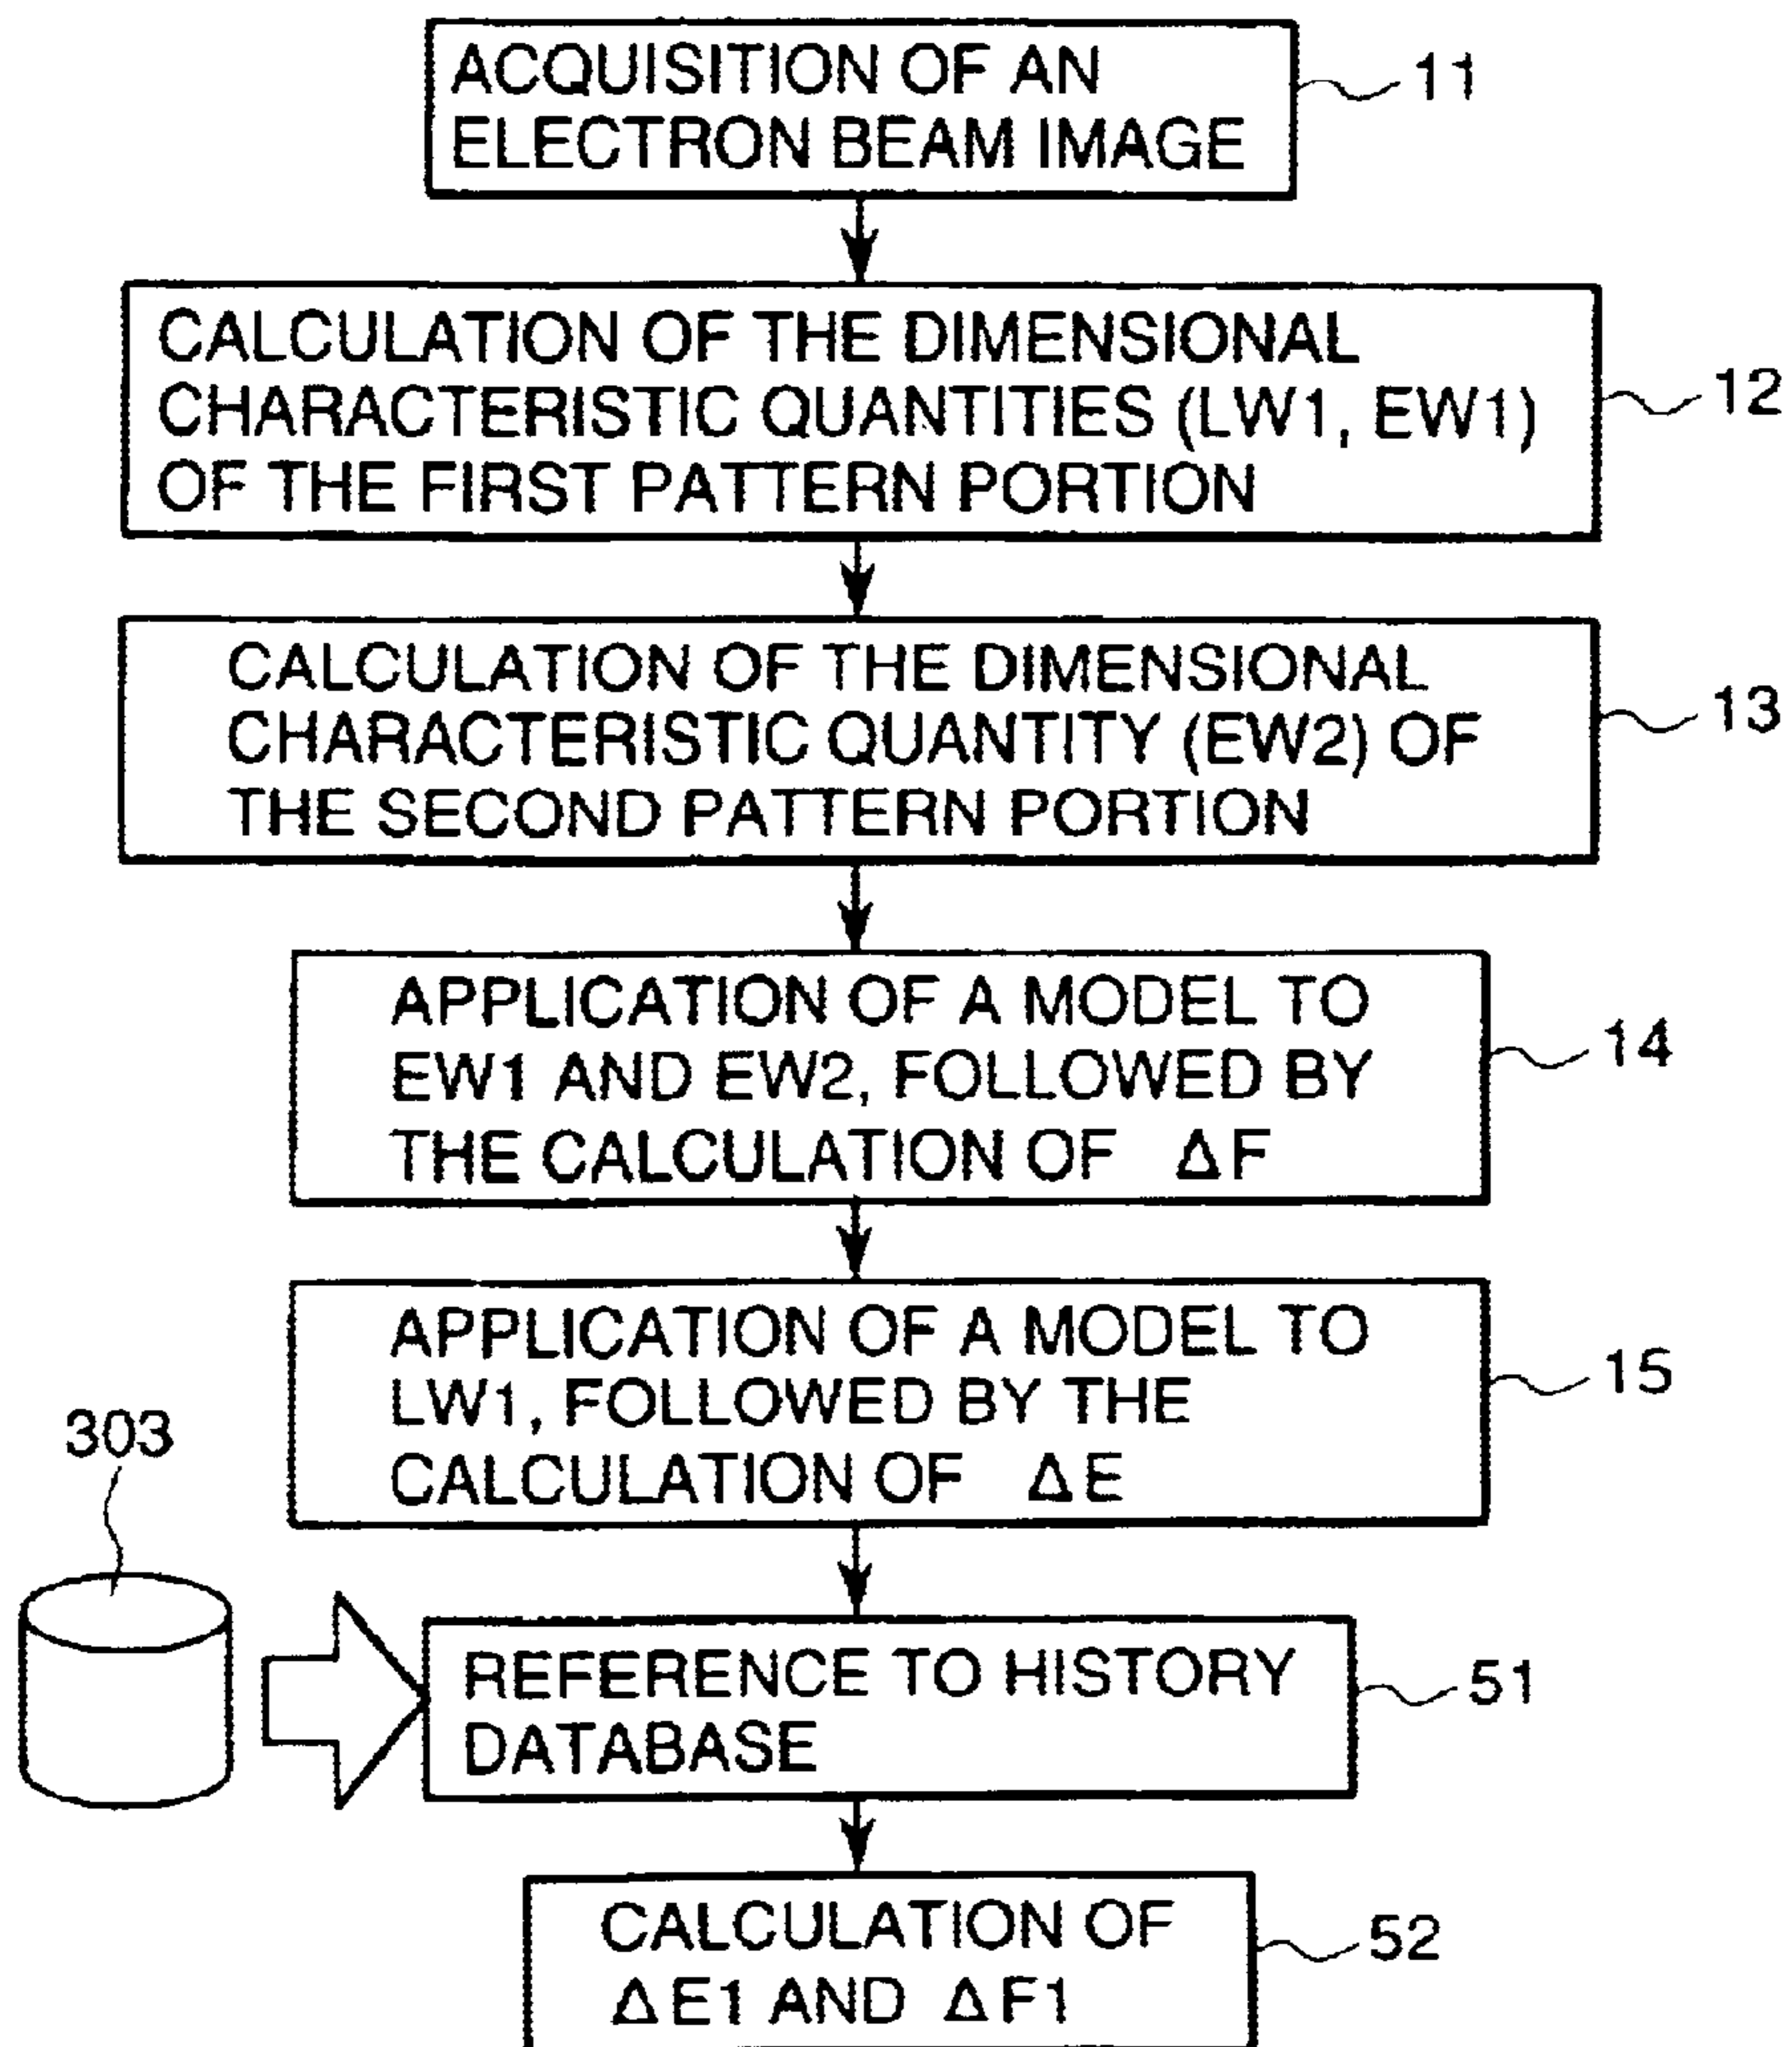 ACQUISITION OF AN
ELECTRON BEAM IMAGE
11
CALCULATION OF THE DIMENSIONAL
CHARACTERISTIC QUANTITIES (LW1, EW1)
OF THE FIRST PATTERN PORTION
12
CALCULATION OF THE DIMENSIONAL
CHARACTERISTIC QUANTITY (EW2) OF
THE SECOND PATTERN PORTION
13
APPLICATION OF A MODEL TO
EW1 AND EW2, FOLLOWED BY
THE CALCULATION OF ΔF
14
APPLICATION OF A MODEL TO
LW1, FOLLOWED BY THE
CALCULATION OF ΔE
15
303
REFERENCE TO HISTORY
DATABASE
51
CALCULATION OF
ΔE1 AND ΔF1
52